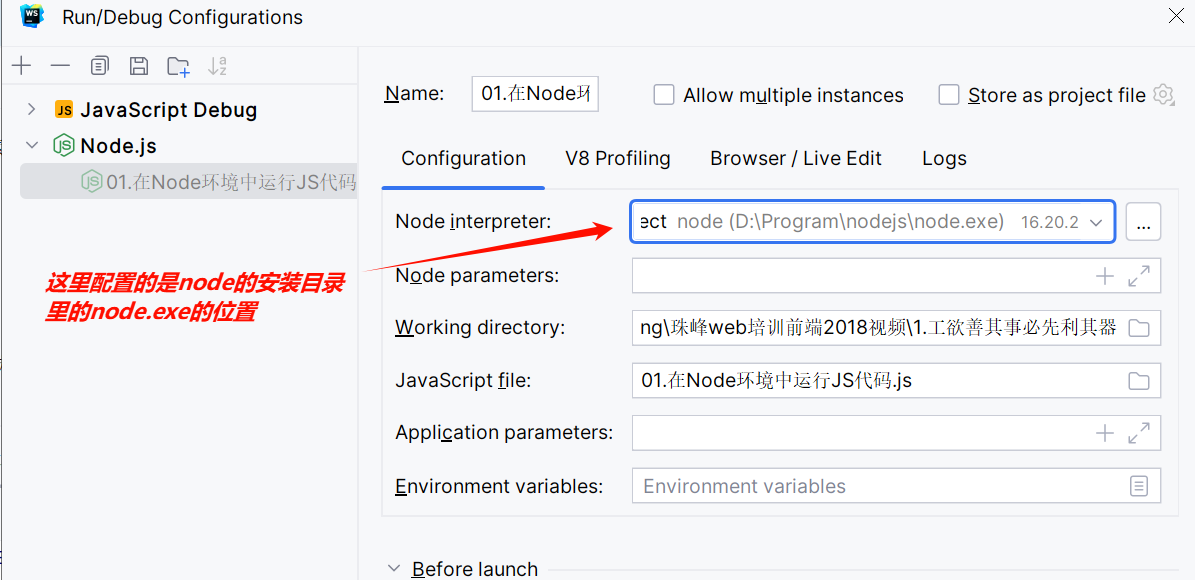 WS
Run/Debug Configurations
JS JavaScript Debug
JS Node.js
JS 01.在Node环境中运行JS代码
这里配置的是node的安装目录
里的node.exe的位置
Name: 01.在Node环 Allow multiple instances Store as project file
Configuration V8 Profiling Browser / Live Edit Logs
Node interpreter: ect node (D:\Program\nodejs\node.exe) 16.20.2 ...
Node parameters:
Working directory: ng\珠峰web培训前端2018视频\1.工欲善其事必先利其器
JavaScript file: 01.在Node环境中运行JS代码.js
Application parameters:
Environment variables: Environment variables
Before launch